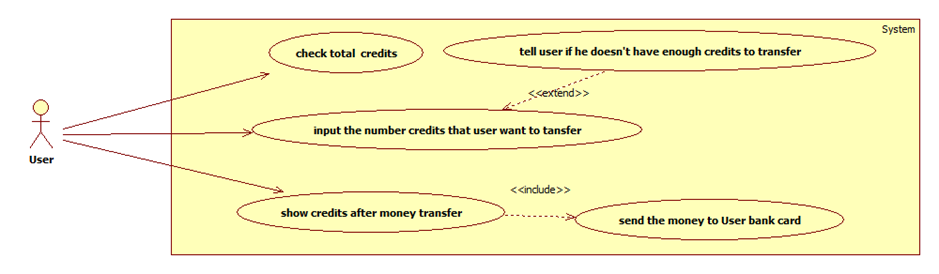 System
check total credits
tell user if he doesn't have enough credits to transfer
<<extend>>
input the number credits that user want to tansfer
User
<<include>>
show credits after money transfer
send the money to User bank card